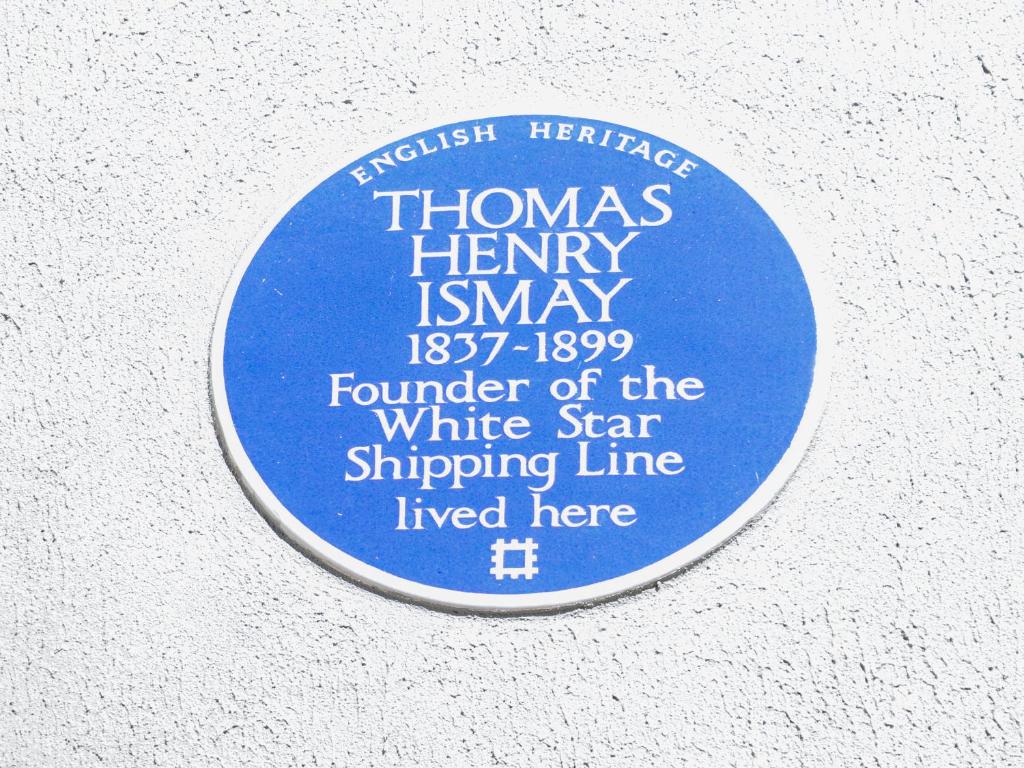 ENGLISH HERITAGE
THOMAS
HENRY
ISMAY
1837-1899
Founder of the
White Star
Shipping Line
lived here